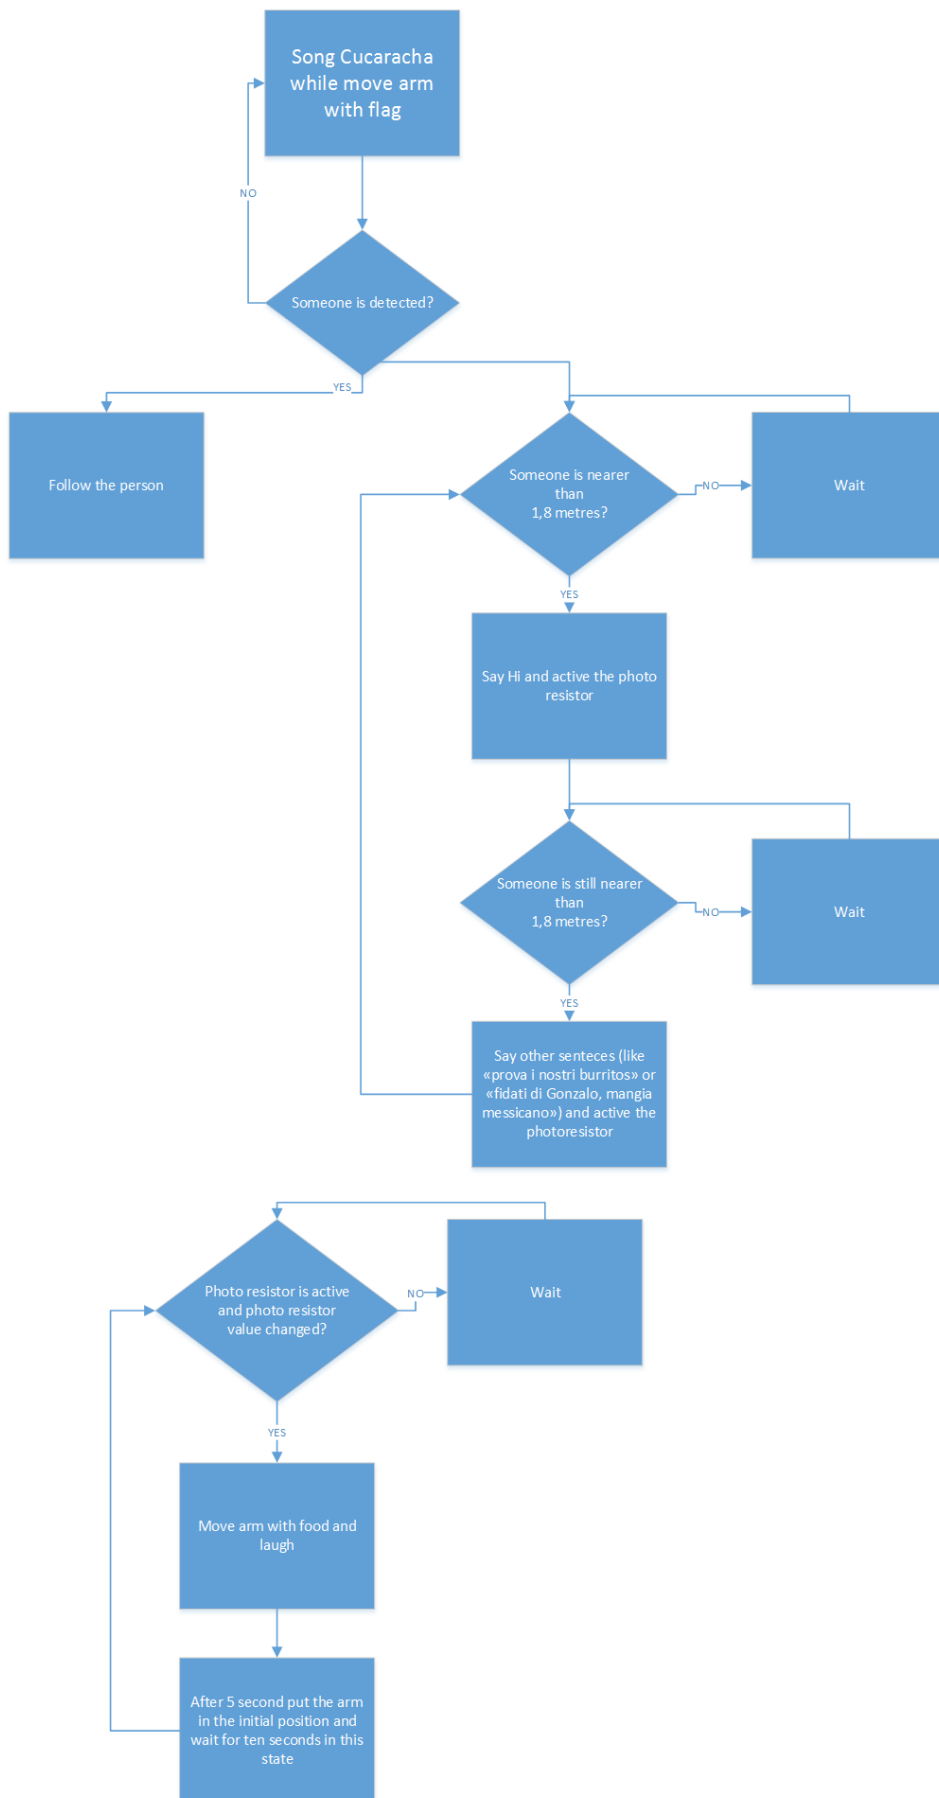 Song Cucaracha
while move arm
with flag
NO
Someone is detected?
YES
Follow the person
Someone is nearer
than
1,8 metres?
NO
Wait
YES
Say Hi and active the photo
resistor
Someone is still nearer
than
1,8 metres?
NO
Wait
YES
Say other senteces (like
«prova i nostri burritos» or
«fidati di Gonzalo, mangia
messicano») and active the
photoresistor
Photo resistor is active
and photo resistor
value changed?
NO
Wait
YES
Move arm with food and
laugh
After 5 second put the arm
in the initial position and
wait for ten seconds in this
state